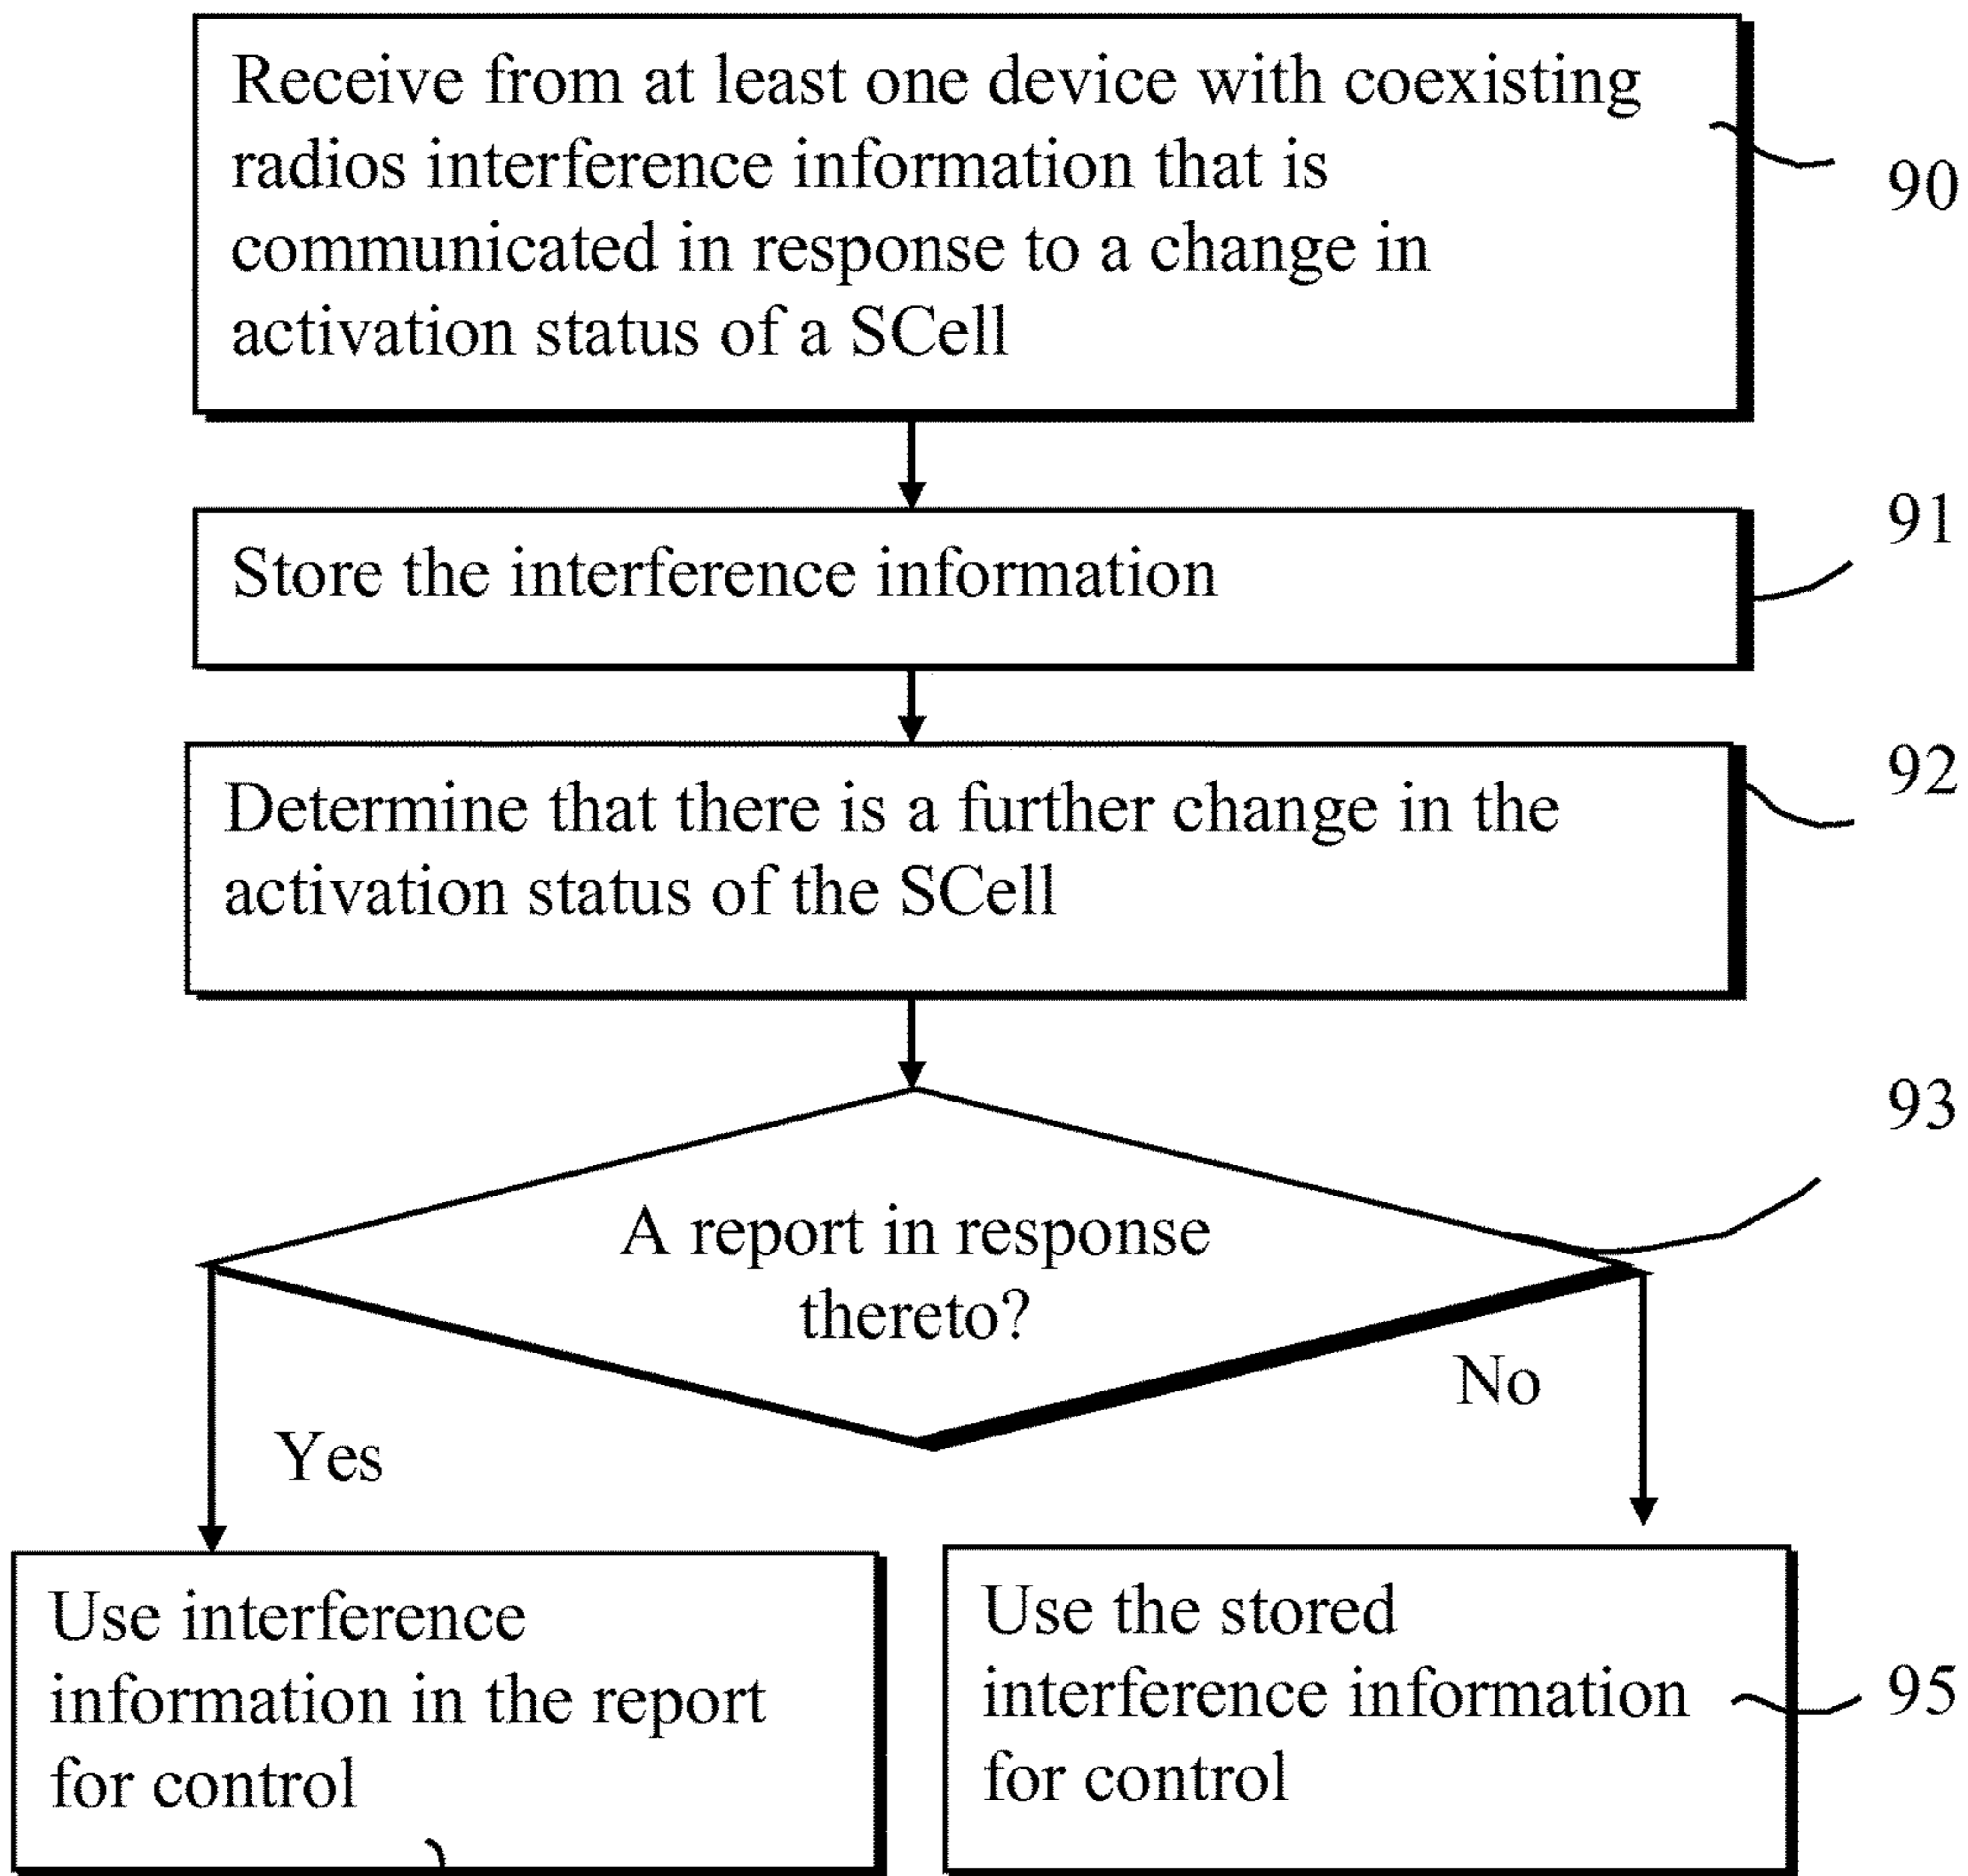 Receive from at least one device with coexisting
radios interference information that is
communicated in response to a change in
activation status of a SCell
90
Store the interference information
91
Determine that there is a further change in the
activation status of the SCell
92
A report in response
thereto?
93
Yes
No
Use interference
information in the report
for control
Use the stored
interference information
for control
95